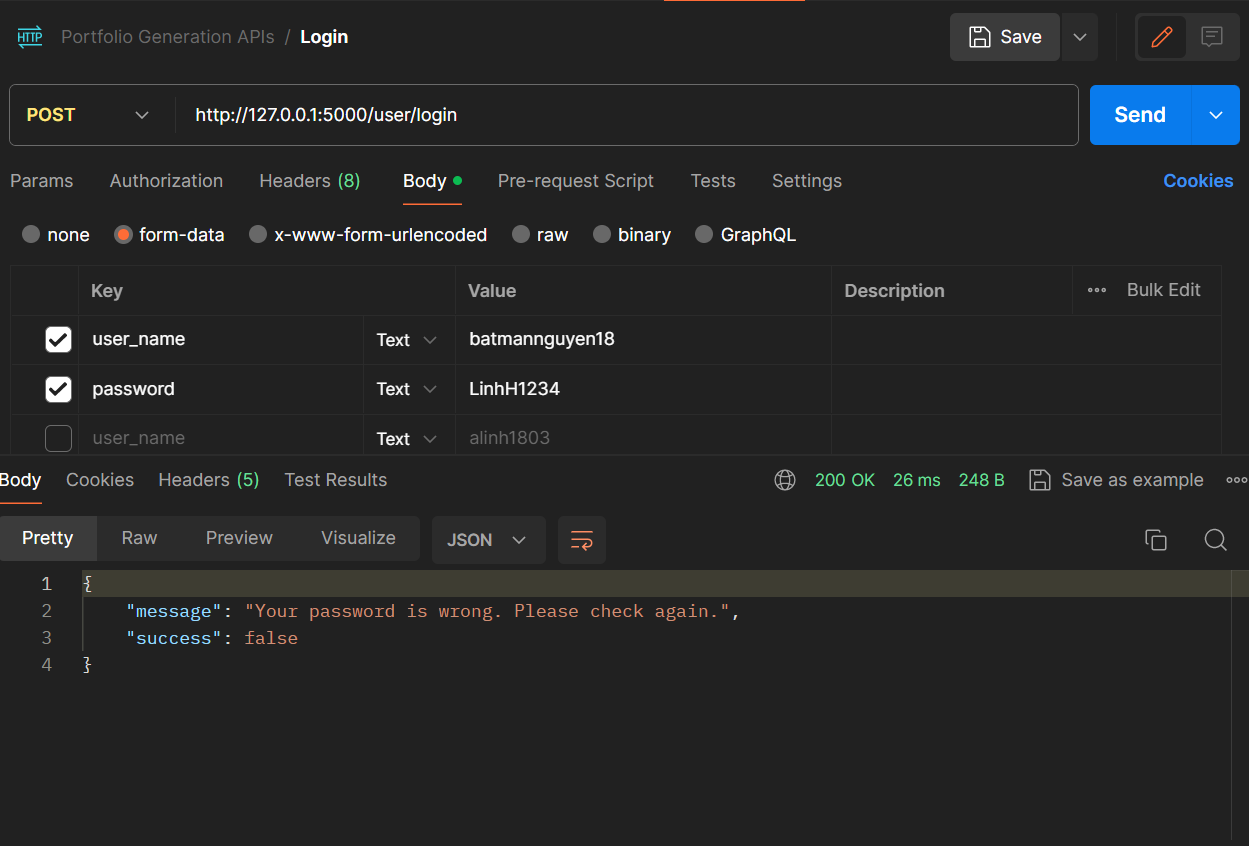 HTTP Portfolio Generation APIs / Login Save
POST http://127.0.0.1:5000/user/login Send
Params Authorization Headers (8) Body Pre-request Script Tests Settings Cookies
none form-data x-www-form-urlencoded raw binary GraphQL
Key Value Description Bulk Edit
user_name Text batmannguyen18
password Text LinhH1234
user_name Text alinh1803
Body Cookies Headers (5) Test Results 200 OK 26 ms 248 B Save as example
Pretty Raw Preview Visualize JSON
1 {
2 "message": "Your password is wrong. Please check again.",
3 "success": false
4 }